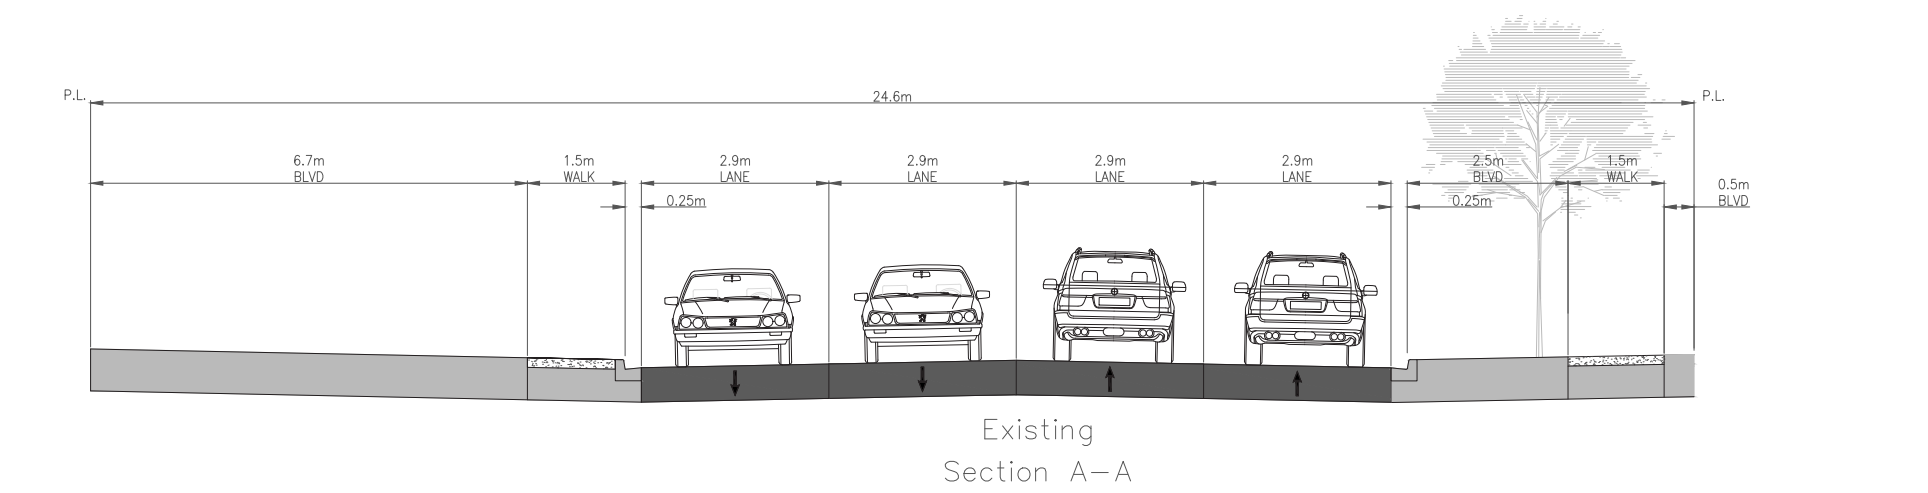 P.L.
24.6m
P.L.
6.7m
BLVD
1.5m
WALK
2.9m
LANE
2.9m
LANE
2.9m
LANE
2.9m
LANE
2.5m
BLVD
1.5m
WALK
0.5m
BLVD
0.25m
0.25m
Existing
Section A-A